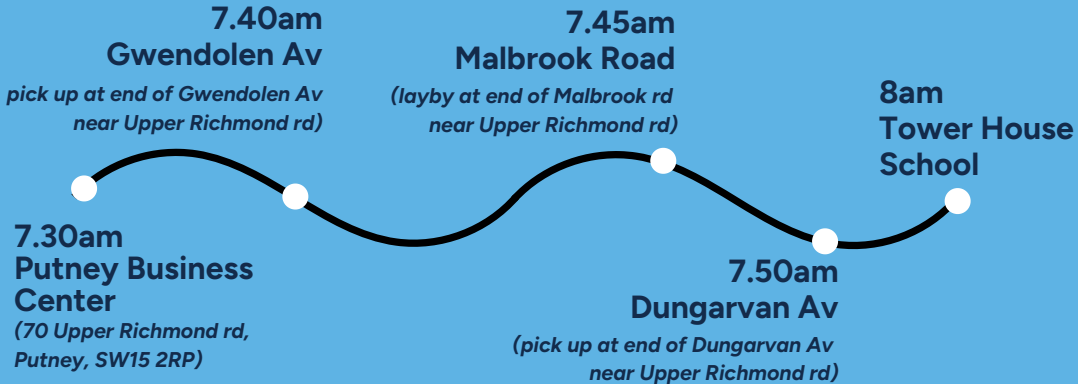 7.30am
Putney Business
Center
(70 Upper Richmond rd,
Putney, SW15 2RP)
7.40am
Gwendolen Av
pick up at end of Gwendolen Av
near Upper Richmond rd)
7.45am
Malbrook Road
(layby at end of Malbrook rd
near Upper Richmond rd)
7.50am
Dungarvan Av
(pick up at end of Dungarvan Av
near Upper Richmond rd)
8am
Tower House
School